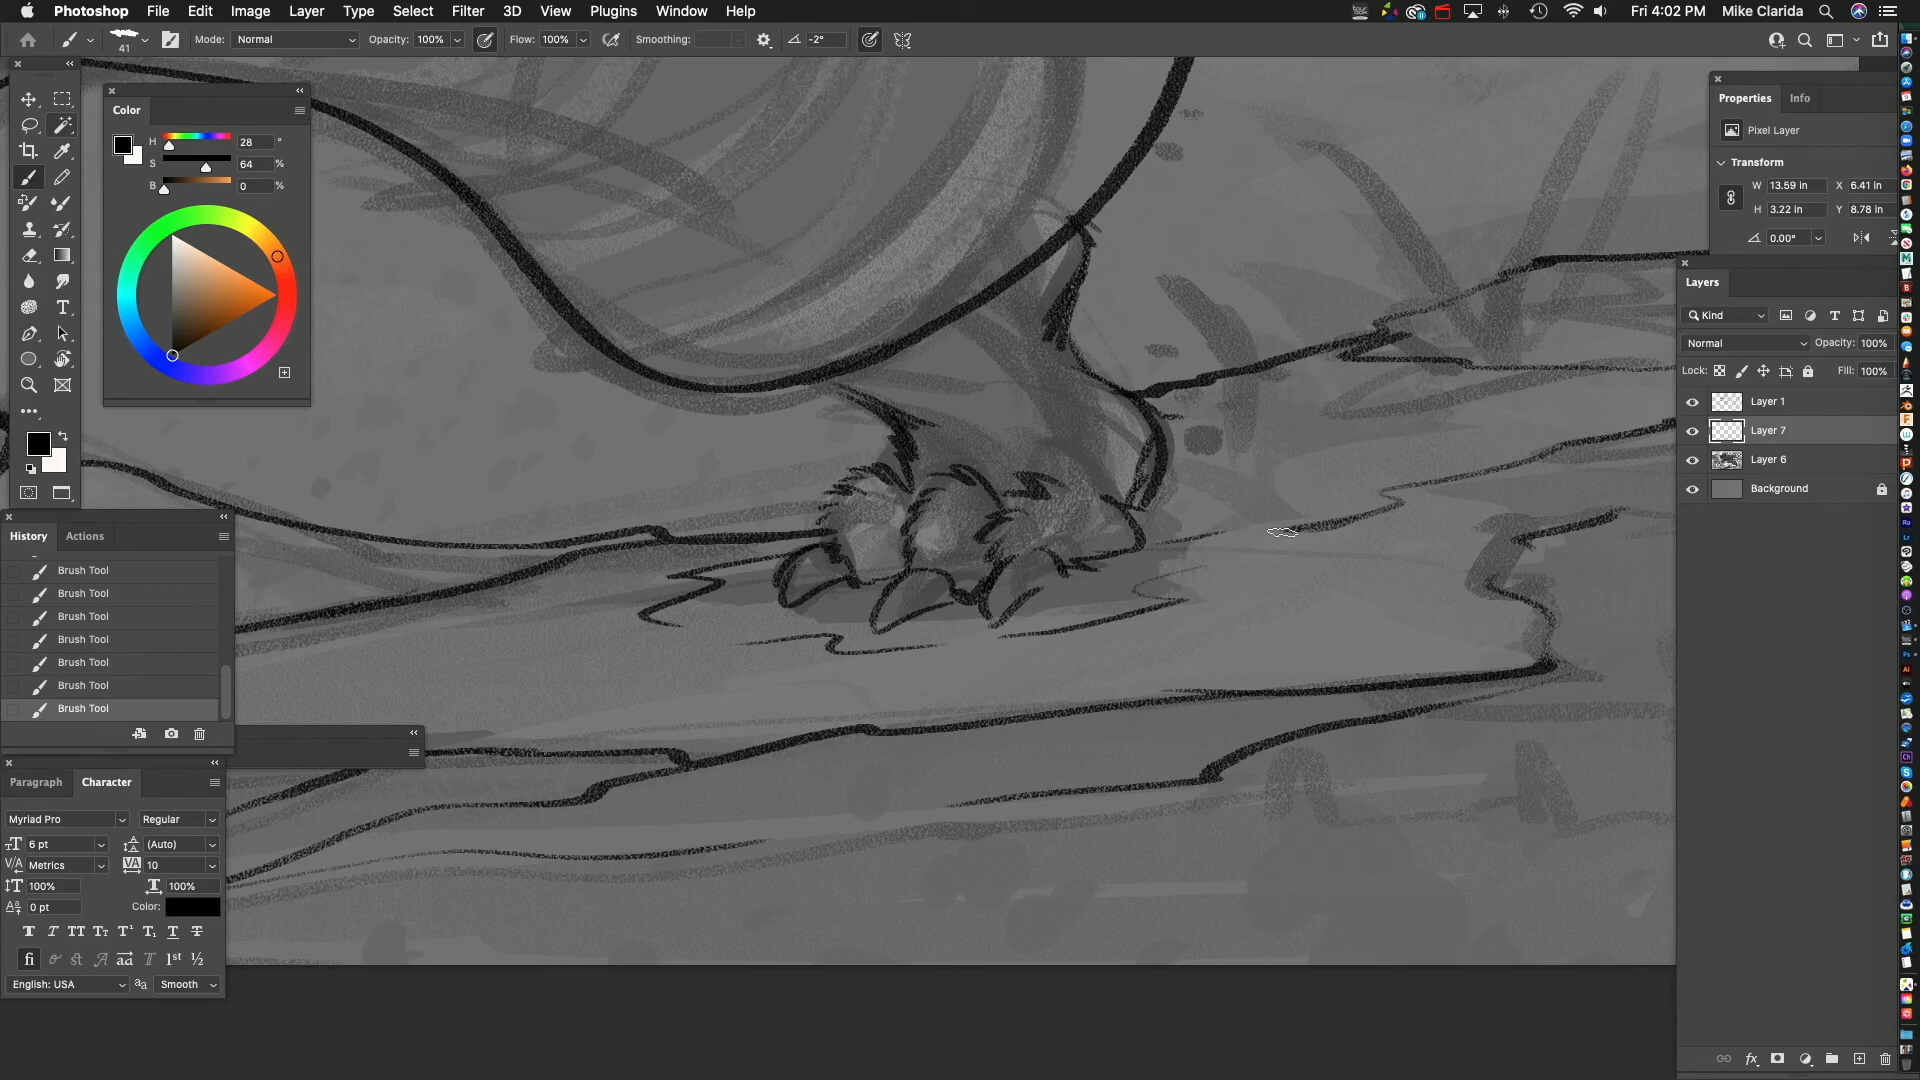 Photoshop File Edit Image Layer Type Select Filter 3D View Plugins Window Help Fri 4:02 PM Mike Clarida
41 Mode: Normal Opacity: 100% Flow: 100% Smoothing: -2°
Color
H 28 °
S 64 %
B 0 %
Properties Info
Pixel Layer
Transform
W 13.59 in X 6.41 in
H 3.22 in Y 8.78 in
0.00°
Layers
Kind
Normal Opacity: 100%
Lock: Fill: 100%
Layer 1
Layer 7
Layer 6
Background
History Actions
Brush Tool
Brush Tool
Brush Tool
Brush Tool
Brush Tool
Brush Tool
Brush Tool
Paragraph Character
Myriad Pro Regular
6 pt (Auto)
Metrics 10
100% 100%
0 pt Color:
English: USA Smooth